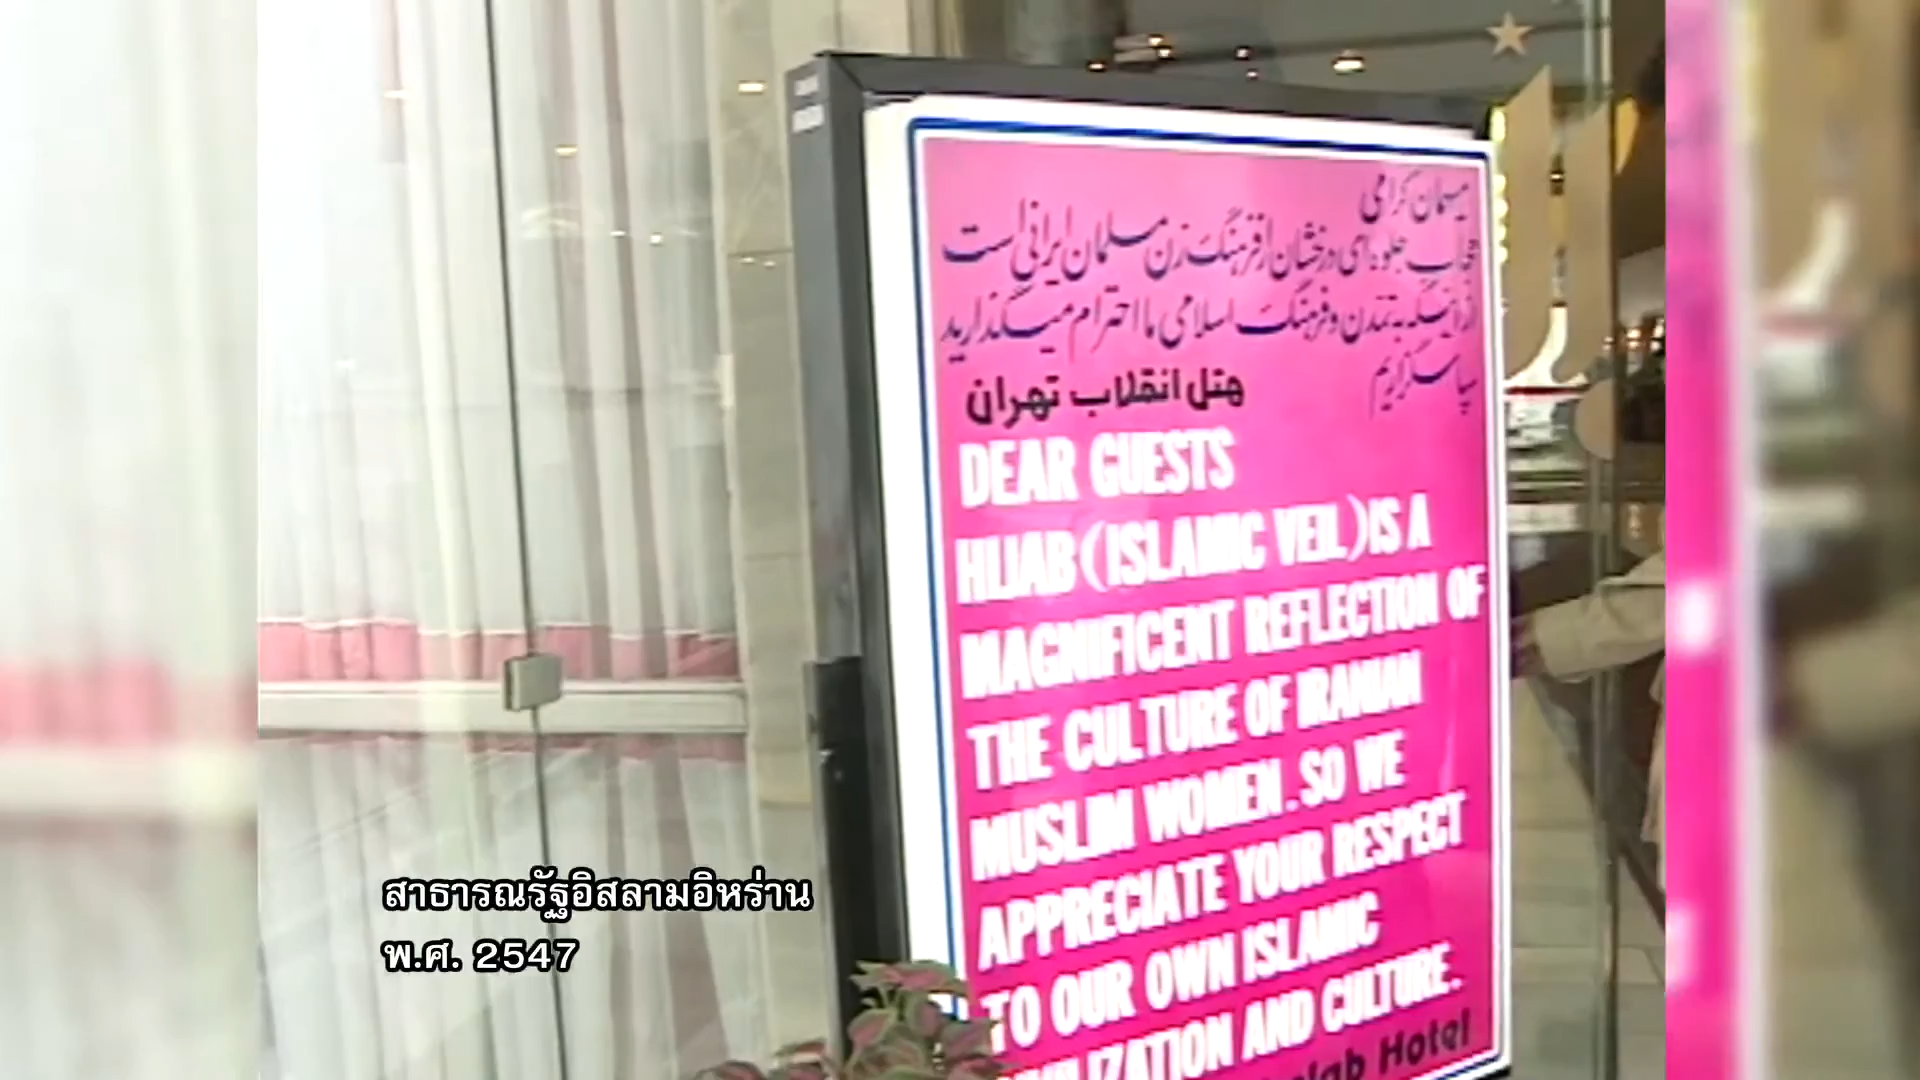 میهمان گرامی
حجاب جلوه‌ای درخشان از فرهنگ زن مسلمان ایرانی است
از اینکه به تمدن و فرهنگ اسلامی ما احترام میگذارید
سپاسگزاریم
هتل انقلاب تهران
DEAR GUESTS
HIJAB (ISLAMIC VEIL) IS A
MAGNIFICENT REFLECTION OF
THE CULTURE OF IRANIAN
MUSLIM WOMEN. SO WE
APPRECIATE YOUR RESPECT
TO OUR OWN ISLAMIC
AND CULTURE.
Hotel
สาธารณรัฐอิสลามอิหร่าน
พ.ศ. 2547